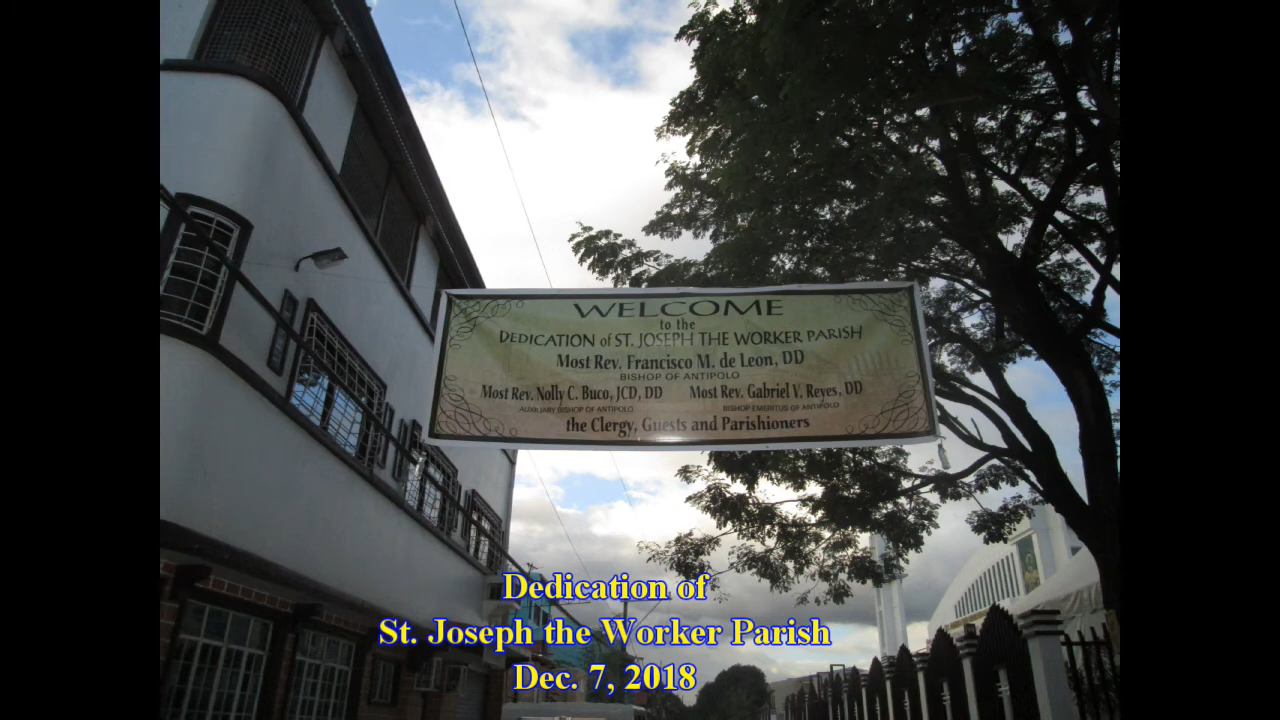 WELCOME
to the
DEDICATION of ST. JOSEPH THE WORKER PARISH
Most Rev. Francisco M. de Leon, DD
BISHOP OF ANTIPOLO
Most Rev. Nolly C. Buco, JCD, DD Most Rev. Gabriel V. Reyes, DD
AUXILIARY BISHOP OF ANTIPOLO BISHOP EMERITUS OF ANTIPOLO
the Clergy, Guests and Parishioners
Dedication of
St. Joseph the Worker Parish
Dec. 7, 2018